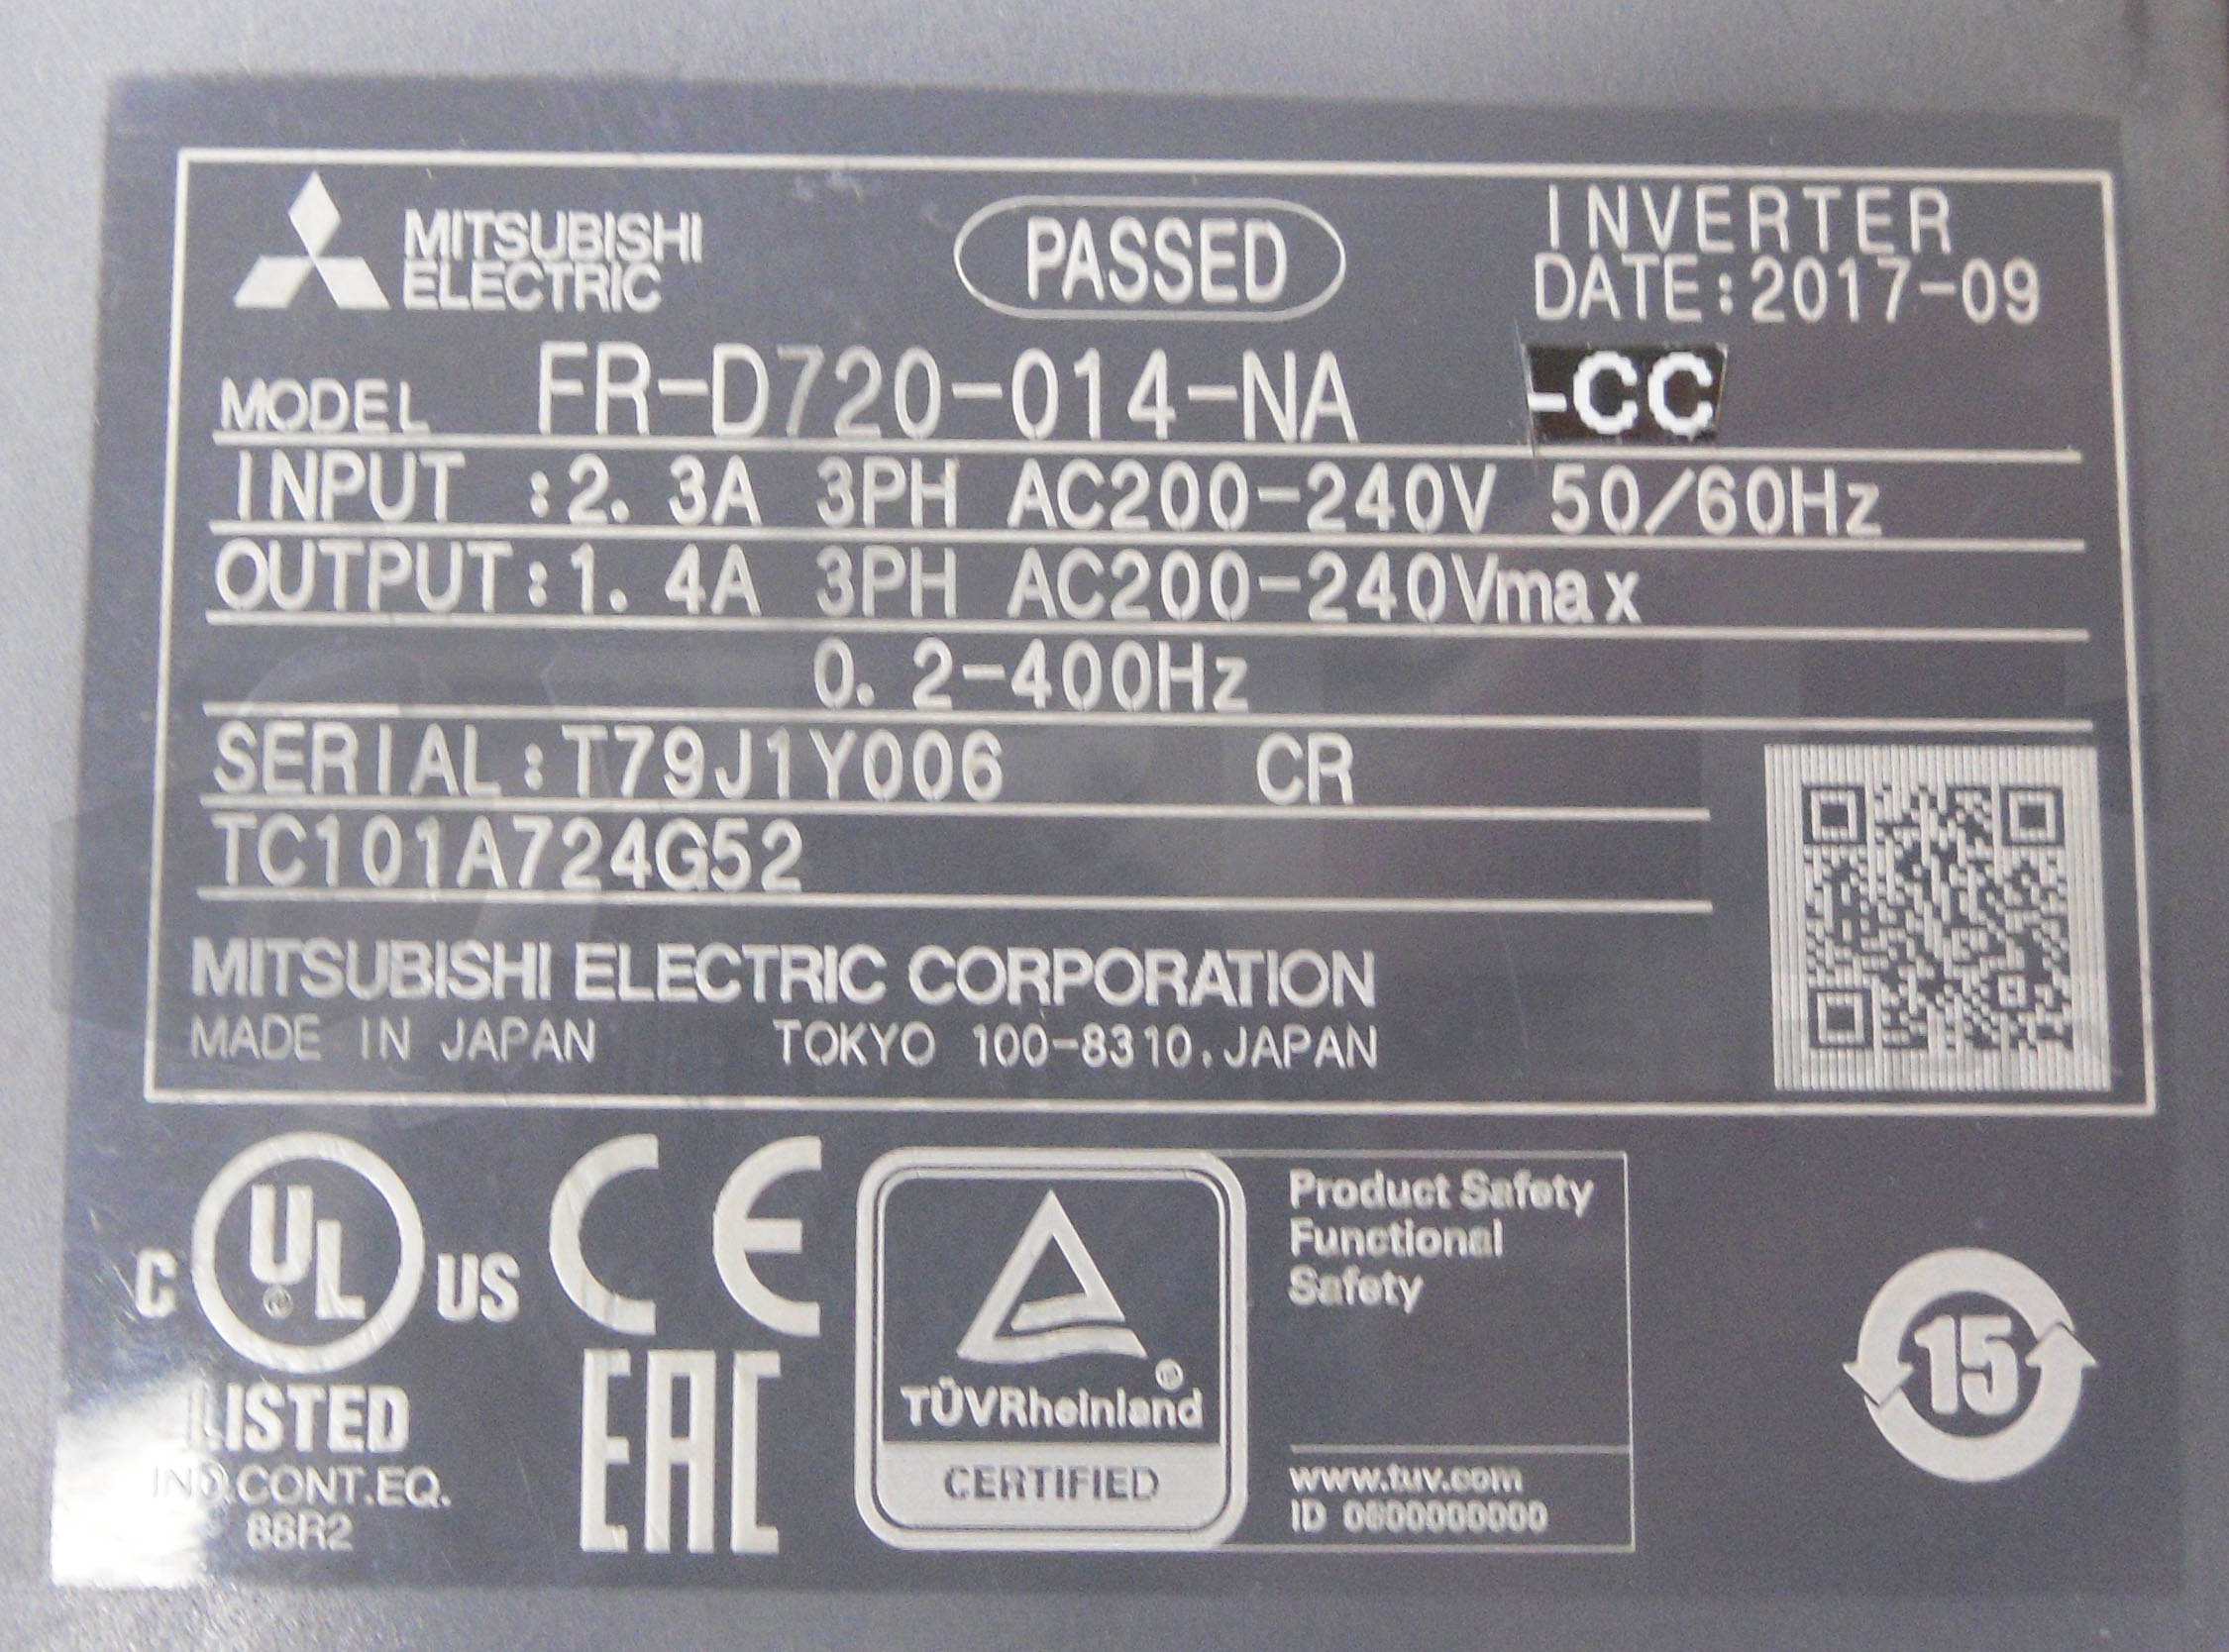 MITSUBISHI
ELECTRIC
PASSED
INVERTER
DATE:2017-09
MODEL FR-D720-014-NA -CC
INPUT :2.3A 3PH AC200-240V 50/60Hz
OUTPUT:1.4A 3PH AC200-240Vmax
0.2-400Hz
SERIAL:T79J1Y006 CR
TC101A724G52
MITSUBISHI ELECTRIC CORPORATION
MADE IN JAPAN TOKYO 100-8310,JAPAN
C UL ® US
LISTED
IND.CONT.EQ.
88R2
CE
EAC
TÜVRheinland ®
CERTIFIED
Product Safety
Functional
Safety
www.tuv.com
ID
15